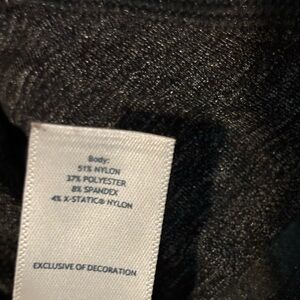 Body:
51% NYLON
37% POLYESTER
8% SPANDEX
4% X-STATIC® NYLON
EXCLUSIVE OF DECORATION